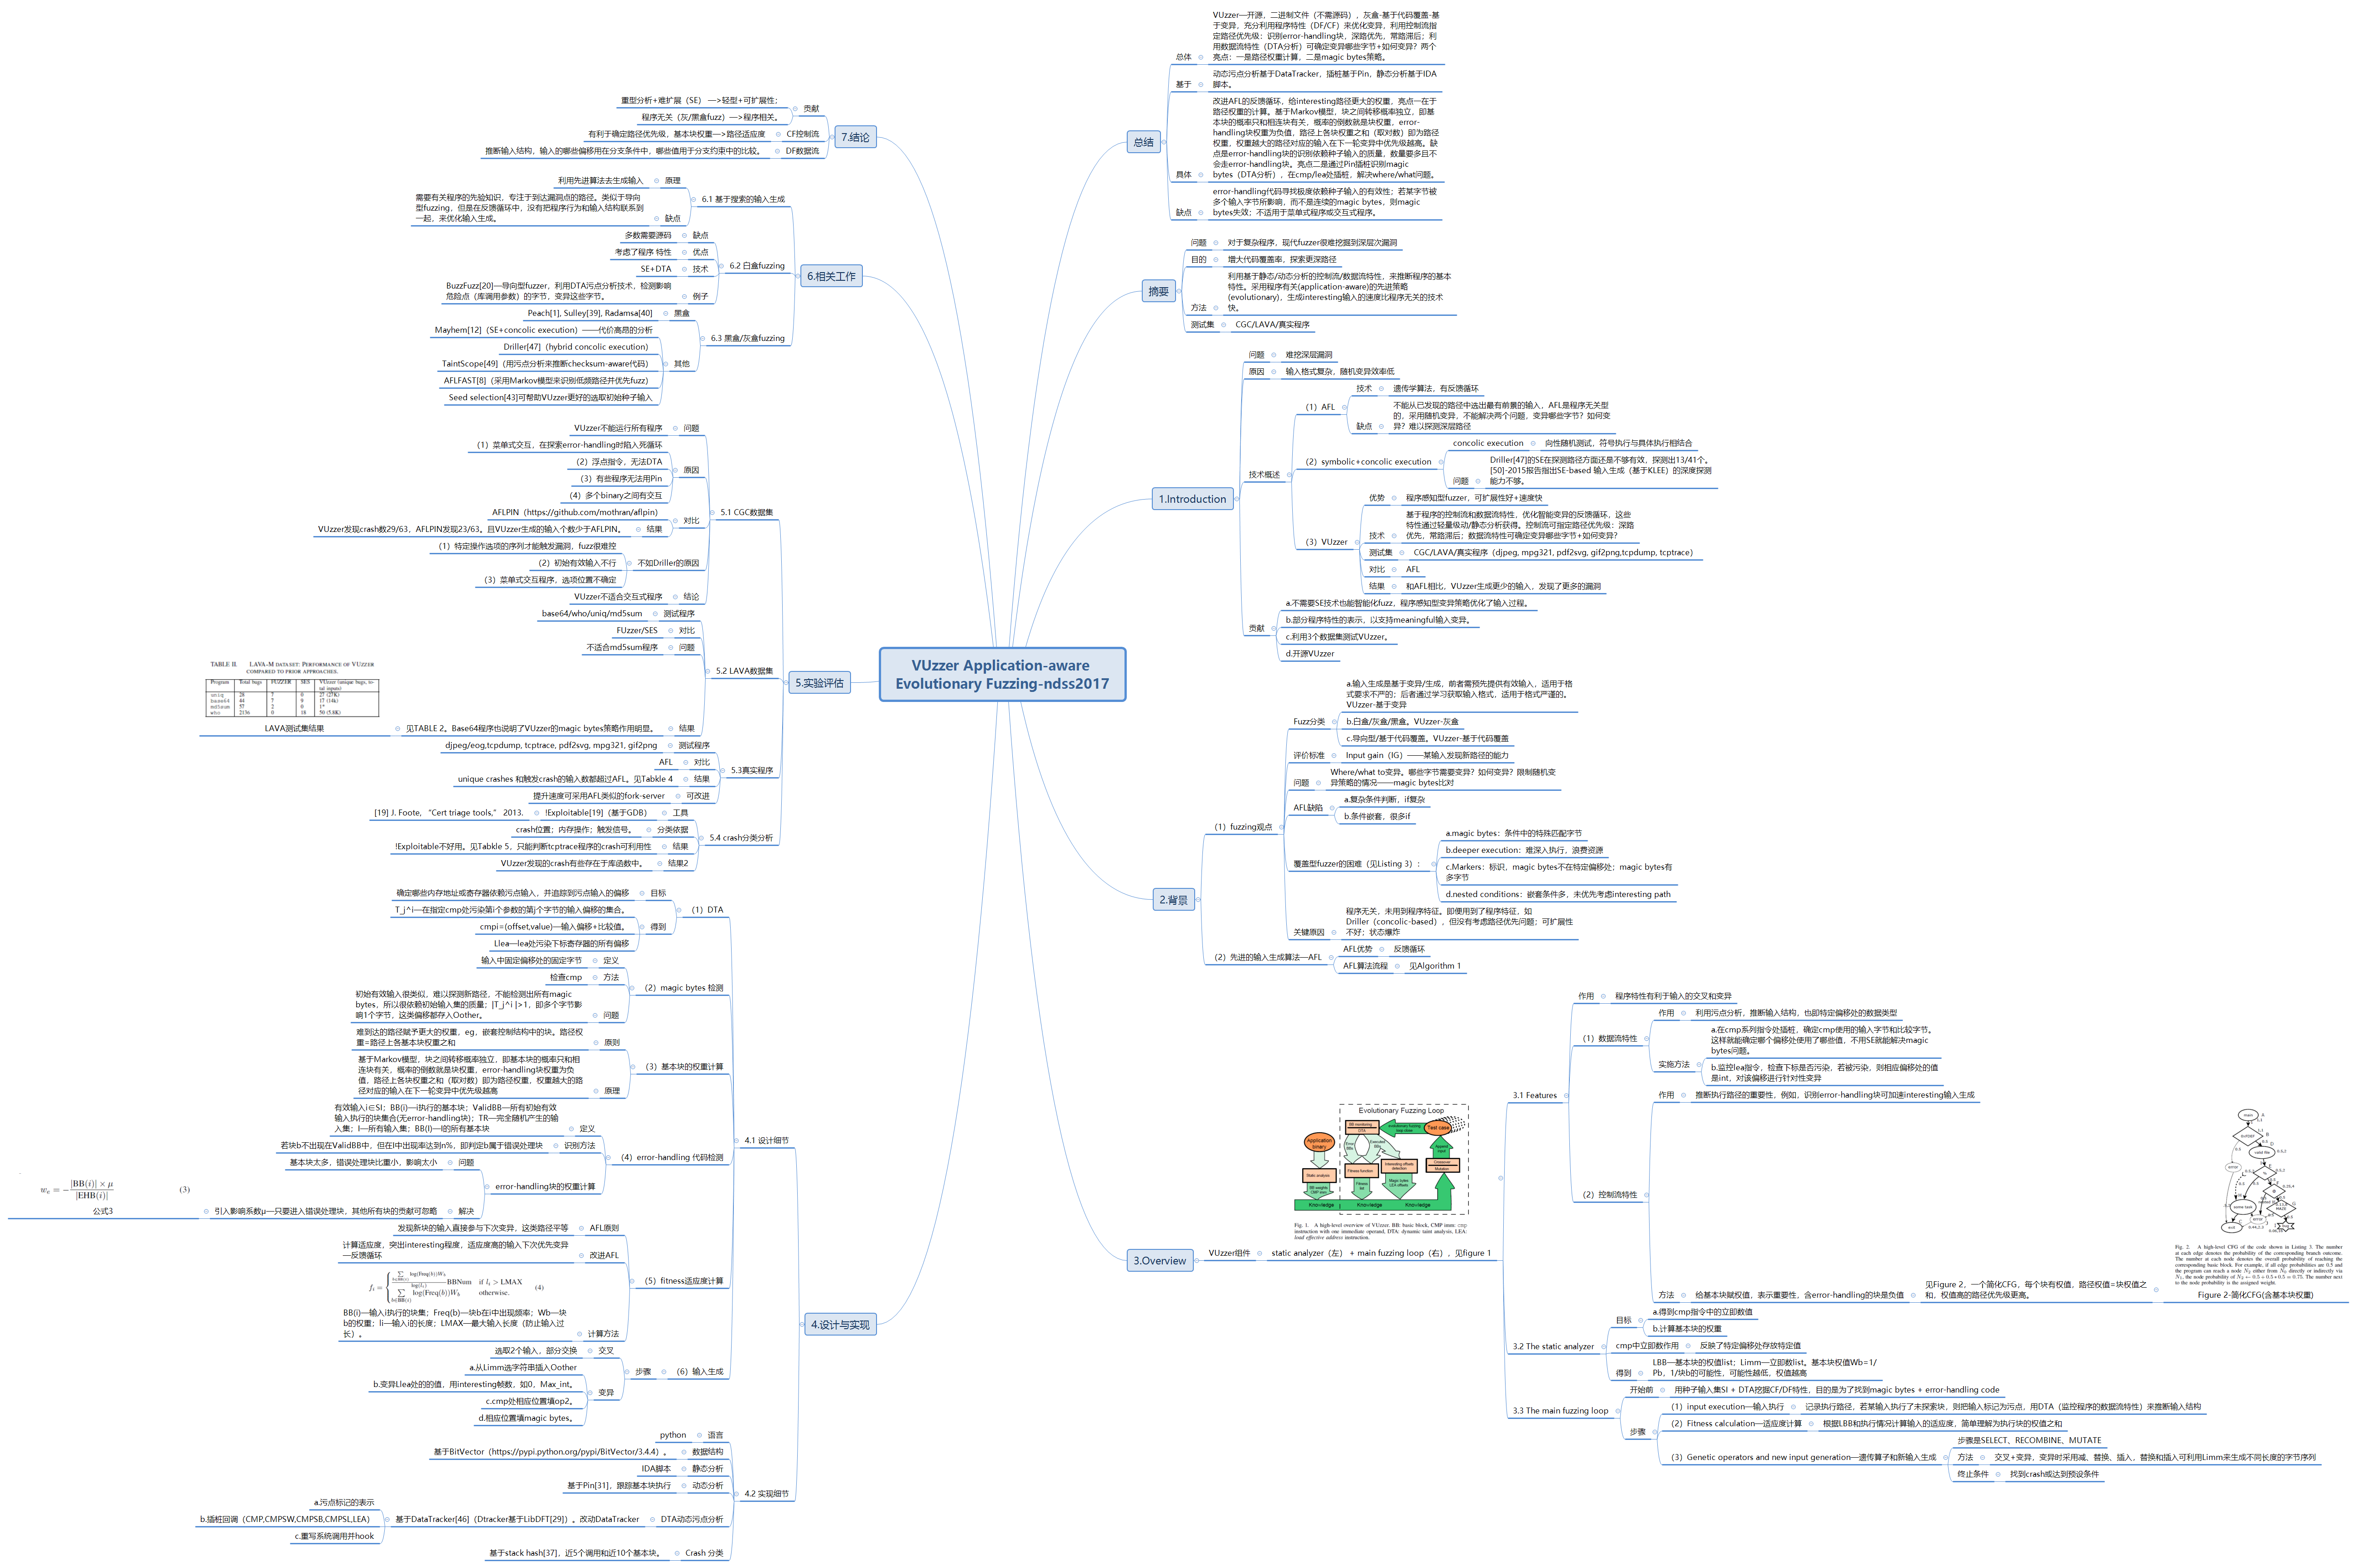 VUzzer Application-aware
Evolutionary Fuzzing-ndss2017
总结
总体
VUzzer—开源，二进制文件（不需源码），灰盒-基于代码覆盖-基
于变异，充分利用程序特性（DF/CF）来优化变异，利用控制流指
定路径优先级：识别error-handling块，深路优先，常路滞后；利
用数据流特性（DTA分析）可确定变异哪些字节+如何变异？两个
亮点：一是路径权重计算，二是magic bytes策略。
基于
动态污点分析基于DataTracker，插桩基于Pin，静态分析基于IDA
脚本。
具体
改进AFL的反馈循环，给interesting路径更大的权重，亮点一在于
路径权重的计算。基于Markov模型，块之间转移概率独立，即基
本块的概率只和相连块有关，概率的倒数就是块权重，error-
handling块权重为负值，路径上各块权重之和（取对数）即为路径
权重，权重越大的路径对应的输入在下一轮变异中优先级越高。缺
点是error-handling块的识别依赖种子输入的质量，数量要多且不
会走error-handling块。亮点二是通过Pin插桩识别magic
bytes（DTA分析），在cmp/lea处插桩，解决where/what问题。
缺点
error-handling代码寻找极度依赖种子输入的有效性；若某字节被
多个输入字节所影响，而不是连续的magic bytes，则magic
bytes失效；不适用于菜单式程序或交互式程序。
摘要
问题
对于复杂程序，现代fuzzer很难挖掘到深层次漏洞
目的
增大代码覆盖率，探索更深路径
方法
利用基于静态/动态分析的控制流/数据流特性，来推断程序的基本
特性。采用程序有关(application-aware)的先进策略
(evolutionary)，生成interesting输入的速度比程序无关的技术
快。
测试集
CGC/LAVA/真实程序
1.Introduction
问题
难挖深层漏洞
原因
输入格式复杂，随机变异效率低
技术概述
（1）AFL
技术
遗传学算法，有反馈循环
缺点
不能从已发现的路径中选出最有前景的输入，AFL是程序无关型
的，采用随机变异，不能解决两个问题，变异哪些字节？如何变
异？难以探测深层路径
（2）symbolic+concolic execution
concolic execution
向性随机测试，符号执行与具体执行相结合
问题
Driller[47]的SE在探测路径方面还是不够有效，探测出13/41个。
[50]-2015报告指出SE-based 输入生成（基于KLEE）的深度探测
能力不够。
（3）VUzzer
优势
程序感知型fuzzer，可扩展性好+速度快
技术
基于程序的控制流和数据流特性，优化智能变异的反馈循环，这些
特性通过轻量级动/静态分析获得。控制流可指定路径优先级：深路
优先，常路滞后；数据流特性可确定变异哪些字节+如何变异？
测试集
CGC/LAVA/真实程序（djpeg, mpg321, pdf2svg, gif2png,tcpdump, tcptrace）
对比
AFL
结果
和AFL相比，VUzzer生成更少的输入，发现了更多的漏洞
贡献
a.不需要SE技术也能智能化fuzz，程序感知型变异策略优化了输入过程。
b.部分程序特性的表示，以支持meaningful输入变异。
c.利用3个数据集测试VUzzer。
d.开源VUzzer
2.背景
（1）fuzzing观点
Fuzz分类
a.输入生成是基于变异/生成，前者需预先提供有效输入，适用于格
式要求不严的；后者通过学习获取输入格式，适用于格式严谨的。
VUzzer-基于变异
b.白盒/灰盒/黑盒。VUzzer-灰盒
c.导向型/基于代码覆盖。VUzzer-基于代码覆盖
评价标准
Input gain（IG）——某输入发现新路径的能力
问题
Where/what to变异。哪些字节需要变异？如何变异？限制随机变
异策略的情况——magic bytes比对
AFL缺陷
a.复杂条件判断，if复杂
b.条件嵌套，很多if
覆盖型fuzzer的困难（见Listing 3）：
a.magic bytes：条件中的特殊匹配字节
b.deeper execution：难深入执行，浪费资源
c.Markers：标识，magic bytes不在特定偏移处；magic bytes有
多字节
d.nested conditions：嵌套条件多，未优先考虑interesting path
关键原因
程序无关，未用到程序特征。即便用到了程序特征，如
Driller（concolic-based），但没有考虑路径优先问题；可扩展性
不好；状态爆炸
（2）先进的输入生成算法—AFL
AFL优势
反馈循环
AFL算法流程
见Algorithm 1
3.Overview
VUzzer组件
static analyzer（左） + main fuzzing loop（右），见figure 1
Evolutionary Fuzzing Loop
Application
binary
Static analysis
BB monitoring
DTA
Test case
Fitness function
Interesting offsets
detection
Crossover
Mutation
Knowledge
Knowledge
Knowledge
Fig. 1. A high-level overview of VUzzer. BB: basic block, CMP inum: cmp
instruction with one immediate operand, DTA: dynamic taint analysis, LEA:
load effective address instruction.
3.1 Features
作用
程序特性有利于输入的交叉和变异
（1）数据流特性
作用
利用污点分析，推断输入结构，也即特定偏移处的数据类型
实施方法
a.在cmp系列指令处插桩，确定cmp使用的输入字节和比较字节。
这样就能确定哪个偏移处使用了哪些值，不用SE就能解决magic
bytes问题。
b.监控lea指令，检查下标是否污染，若被污染，则相应偏移处的值
是int，对该偏移进行针对性变异
（2）控制流特性
作用
推断执行路径的重要性，例如，识别error-handling块可加速interesting输入生成
方法
给基本块赋权值，表示重要性，含error-handling的块是负值
见Figure 2，一个简化CFG，每个块有权值，路径权值=块权值之
和，权值高的路径优先级更高。
Fig. 2. A high-level CFG of the code shown in Listing 3. The number
at each edge denotes the probability of the corresponding branch outcome.
The number at each node denotes the overall probability of reaching the
corresponding basic block. For example, if all edge probabilities are 0.5 and
to the assigned weight.
Figure 2-简化CFG(含基本块权重)
3.2 The static analyzer
目标
a.得到cmp指令中的立即数值
b.计算基本块的权重
cmp中立即数作用
反映了特定偏移处存放特定值
得到
LBB—基本块的权值list；Limm—立即数list。基本块权值Wb=1/
Pb，1/块b的可能性，可能性越低，权值越高
3.3 The main fuzzing loop
开始前
用种子输入集SI + DTA挖掘CF/DF特性，目的是为了找到magic bytes + error-handling code
步骤
（1）input execution—输入执行
记录执行路径，若某输入执行了未探索块，则把输入标记为污点，用DTA（监控程序的数据流特性）来推断输入结构
（2）Fitness calculation—适应度计算
根据LBB和执行情况计算输入的适应度，简单理解为执行块的权值之和
（3）Genetic operators and new input generation—遗传算子和新输入生成
步骤是SELECT、RECOMBINE、MUTATE
方法
交叉+变异，变异时采用减、替换、插入，替换和插入可利用Limm来生成不同长度的字节序列
终止条件
找到crash或达到预设条件
4.设计与实现
4.1 设计细节
（1）DTA
目标
确定哪些内存地址或寄存器依赖污点输入，并追踪到污点输入的偏移
得到
T_j^i—在指定cmp处污染第i个参数的第j个字节的输入偏移的集合。
cmpi=(offset,value)—输入偏移+比较值。
Llea—lea处污染下标寄存器的所有偏移
（2）magic bytes 检测
定义
输入中固定偏移处的固定字节
方法
检查cmp
问题
初始有效输入很类似，难以探测新路径，不能检测出所有magic
bytes，所以很依赖初始输入集的质量；|T_j^i |>1，即多个字节影
响1个字节，这类偏移都存入Oother。
（3）基本块的权重计算
原则
难到达的路径赋予更大的权重，eg，嵌套控制结构中的块。路径权
重=路径上各基本块权重之和
原理
基于Markov模型，块之间转移概率独立，即基本块的概率只和相
连块有关，概率的倒数就是块权重，error-handling块权重为负
值，路径上各块权重之和（取对数）即为路径权重，权重越大的路
径对应的输入在下一轮变异中优先级越高
（4）error-handling 代码检测
定义
有效输入i∈SI；BB(i)—i执行的基本块；ValidBB—所有初始有效
输入执行的块集合(无error-handling块)；TR—完全随机产生的输
入集；I—所有输入集；BB(I)—I的所有基本块
识别方法
若块b不出现在ValidBB中，但在I中出现率达到n%，即判定b属于错误处理块
error-handling块的权重计算
问题
基本块太多，错误处理块比重小，影响太小
解决
引入影响系数μ—只要进入错误处理块，其他所有块的贡献可忽略
w_e = −|BB(i)| × μ / |EHB(i)| (3)
公式3
（5）fitness适应度计算
AFL原则
发现新块的输入直接参与下次变异，这类路径平等
改进AFL
计算适应度，突出interesting程度，适应度高的输入下次优先变异
—反馈循环
计算方法
BB(i)—输入i执行的块集；Freq(b)—块b在i中出现频率；Wb—块
b的权重；li—输入i的长度；LMAX—最大输入长度（防止输入过
长）。
（6）输入生成
步骤
交叉
选取2个输入，部分交换
变异
a.从Limm选字符串插入Oother
b.变异Llea处的的值，用interesting帧数，如0，Max_int。
c.cmp处相应位置填op2。
d.相应位置填magic bytes。
4.2 实现细节
语言
python
数据结构
基于BitVector（https://pypi.python.org/pypi/BitVector/3.4.4）。
静态分析
IDA脚本
动态分析
基于Pin[31]，跟踪基本块执行
DTA动态污点分析
基于DataTracker[46]（Dtracker基于LibDFT[29]）。改动DataTracker
a.污点标记的表示
b.插桩回调（CMP,CMPSW,CMPSB,CMPSL,LEA）
c.重写系统调用并hook
Crash 分类
基于stack hash[37]，近5个调用和近10个基本块。
5.实验评估
5.1 CGC数据集
问题
VUzzer不能运行所有程序
原因
（1）菜单式交互，在探索error-handling时陷入死循环
（2）浮点指令，无法DTA
（3）有些程序无法用Pin
（4）多个binary之间有交互
对比
AFLPIN（https://github.com/mothran/aflpin）
结果
VUzzer发现crash数29/63，AFLPIN发现23/63。且VUzzer生成的输入个数少于AFLPIN。
不如Driller的原因
（1）特定操作选项的序列才能触发漏洞，fuzz很难控
（2）初始有效输入不行
（3）菜单式交互程序，选项位置不确定
结论
VUzzer不适合交互式程序
5.2 LAVA数据集
测试程序
base64/who/uniq/md5sum
对比
FUzzer/SES
问题
不适合md5sum程序
结果
见TABLE 2。Base64程序也说明了VUzzer的magic bytes策略作用明显。
TABLE II. LAVA-M DATASET: PERFORMANCE OF VUZZER
COMPARED TO PRIOR APPROACHES.
Program Total bugs FUZZER SES VUzzer (unique bugs, to-
tal inputs)
uniq 28 7 0 27 (27K)
base64 44 7 9 17 (14k)
md5sum 57 2 0 1*
who 2136 0 18 50 (5.8K)
LAVA测试集结果
5.3真实程序
测试程序
djpeg/eog,tcpdump, tcptrace, pdf2svg, mpg321, gif2png
对比
AFL
结果
unique crashes 和触发crash的输入数都超过AFL。见Tabkle 4
可改进
提升速度可采用AFL类似的fork-server
5.4 crash分类分析
工具
!Exploitable[19]（基于GDB）
[19] J. Foote, “Cert triage tools,” 2013.
分类依据
crash位置；内存操作；触发信号。
结果
!Exploitable不好用。见Tabkle 5，只能判断tcptrace程序的crash可利用性
结果2
VUzzer发现的crash有些存在于库函数中。
6.相关工作
6.1 基于搜索的输入生成
原理
利用先进算法去生成输入
缺点
需要有关程序的先验知识，专注于到达漏洞点的路径。类似于导向
型fuzzing，但是在反馈循环中，没有把程序行为和输入结构联系到
一起，来优化输入生成。
6.2 白盒fuzzing
缺点
多数需要源码
优点
考虑了程序 特性
技术
SE+DTA
例子
BuzzFuzz[20]—导向型fuzzer，利用DTA污点分析技术，检测影响
危险点（库调用参数）的字节，变异这些字节。
6.3 黑盒/灰盒fuzzing
黑盒
Peach[1], Sulley[39], Radamsa[40]
其他
Mayhem[12]（SE+concolic execution）——代价高昂的分析
Driller[47]（hybrid concolic execution）
TaintScope[49]（用污点分析来推断checksum-aware代码）
AFLFAST[8]（采用Markov模型来识别低频路径并优先fuzz）
Seed selection[43]可帮助VUzzer更好的选取初始种子输入
7.结论
贡献
重型分析+难扩展（SE） —>轻型+可扩展性；
程序无关（灰/黑盒fuzz）—>程序相关。
CF控制流
有利于确定路径优先级，基本块权重—>路径适应度
DF数据流
推断输入结构，输入的哪些偏移用在分支条件中，哪些值用于分支约束中的比较。